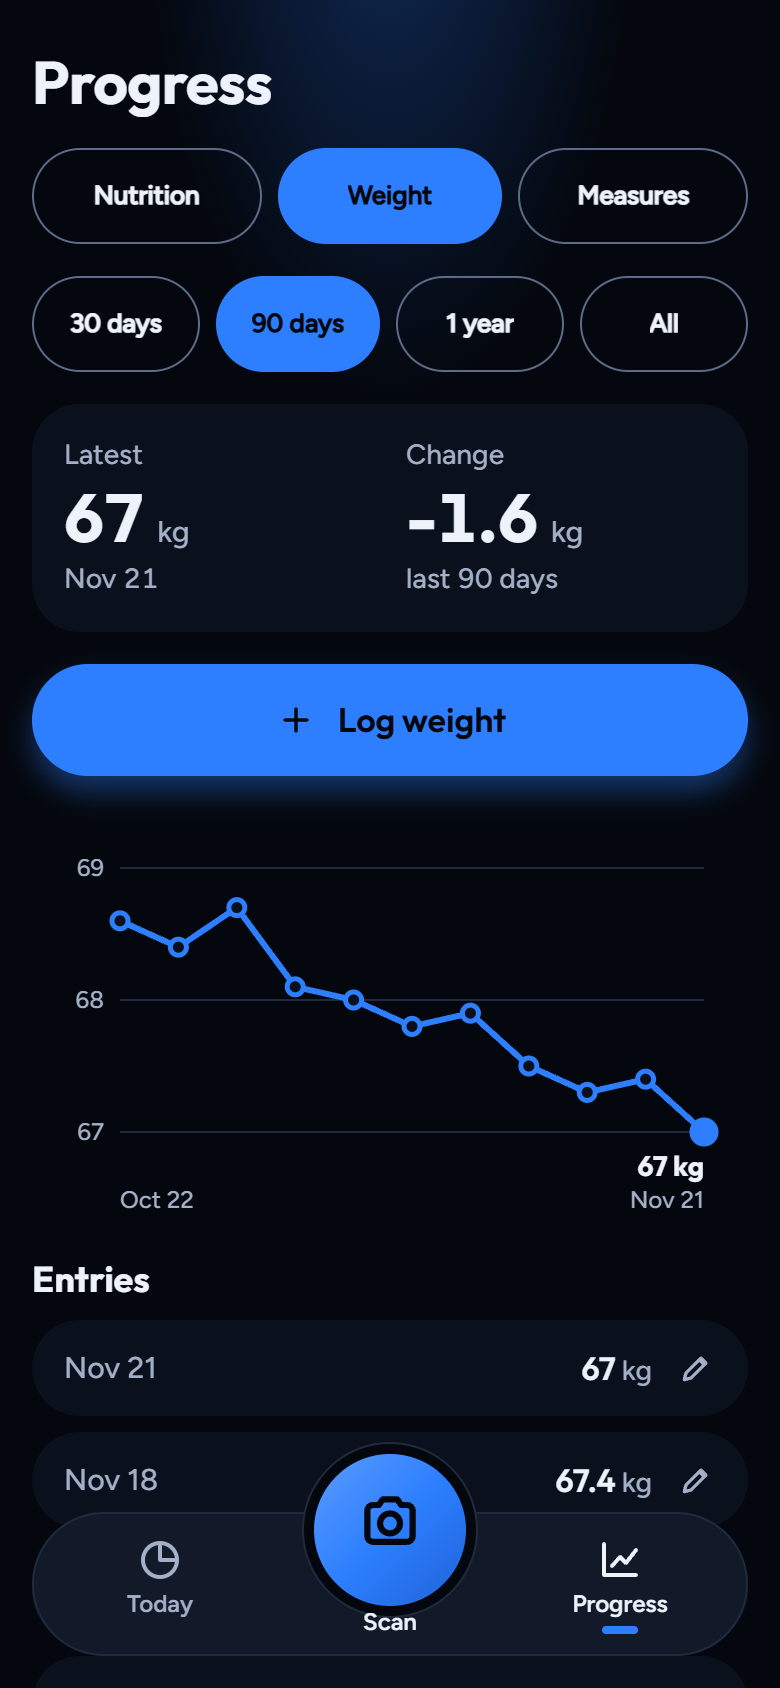 Progress
Nutrition Weight Measures
30 days 90 days 1 year All
Latest Change
67 kg -1.6 kg
Nov 21 last 90 days
+ Log weight
69
68
67
67 kg
Oct 22 Nov 21
Entries
Nov 21 67 kg
Nov 18 67.4 kg
Today Scan Progress